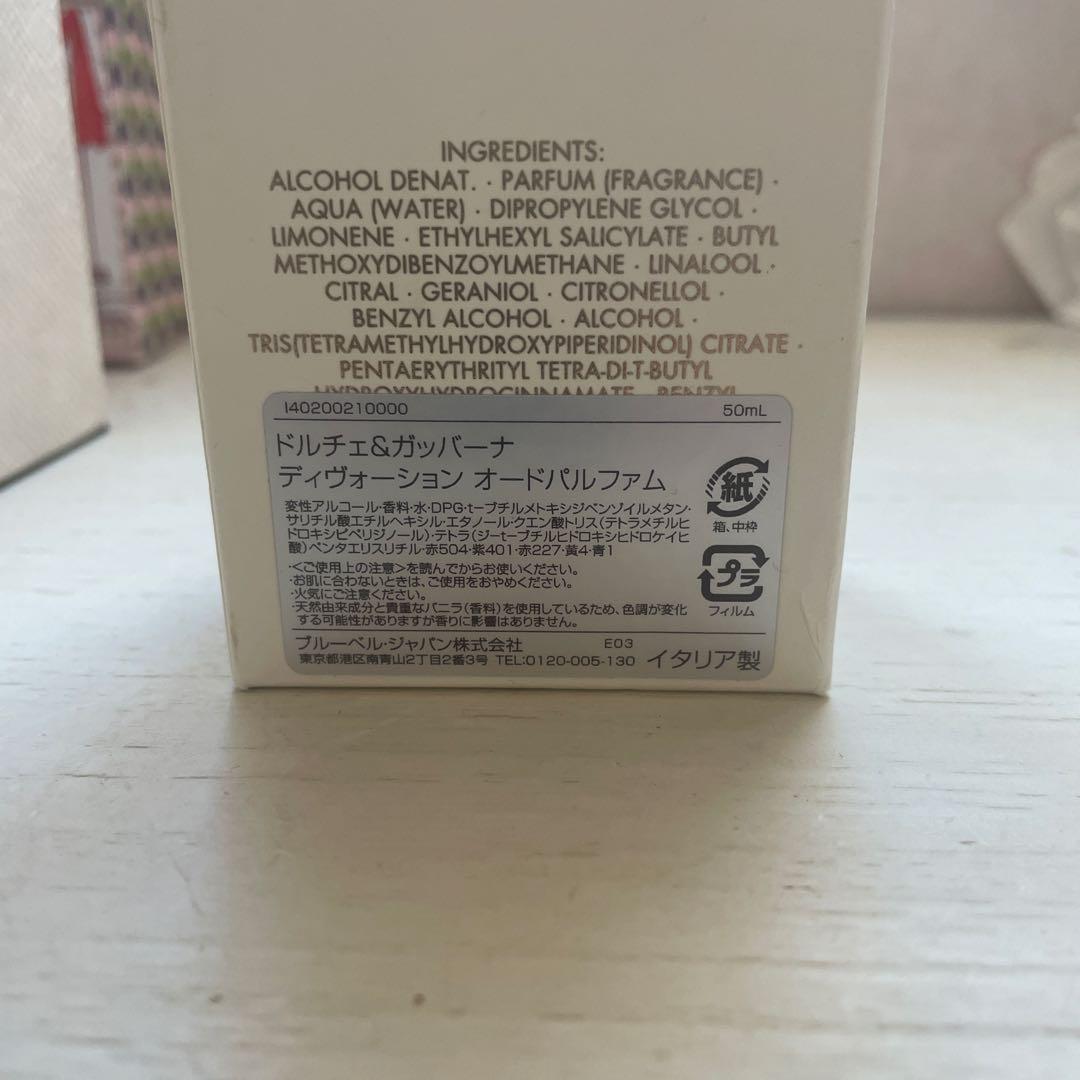 INGREDIENTS:
ALCOHOL DENAT. · PARFUM (FRAGRANCE) ·
AQUA (WATER) · DIPROPYLENE GLYCOL ·
LIMONENE · ETHYLHEXYL SALICYLATE · BUTYL
METHOXYDIBENZOYLMETHANE · LINALOOL ·
CITRAL · GERANIOL · CITRONELLOL ·
BENZYL ALCOHOL · ALCOHOL ·
TRIS(TETRAMETHYLHYDROXYPIPERIDINOL) CITRATE ·
PENTAERYTHRITYL TETRA-DI-T-BUTYL
HYDROXYHYDROCINNAMATE · BENZYL
I40200210000 50mL
ドルチェ&ガッバーナ
ディヴォーション オードパルファム
変性アルコール・香料・水・DPG・t－ブチルメトキシジベンゾイルメタン・
サリチル酸エチルヘキシル・エタノール・クエン酸トリス(テトラメチルヒ
ドロキシピペリジノール)・テトラ(ジーt－ブチルヒドロキシヒドロケイヒ
酸)ペンタエリスリチル・赤504・紫401・赤227・黄4・青1
・<ご使用上の注意>を読んでからお使いください。
・お肌に合わないときは、ご使用をおやめください。
・火気にご注意ください。
・天然由来成分と貴重なバニラ(香料)を使用しているため、色調が変化
する可能性がありますが香りに影響はありません。
紙
箱、中枠
プラ
フィルム
ブルーベル・ジャパン株式会社 E03
東京都港区南青山2丁目2番3号 TEL:0120-005-130 イタリア製